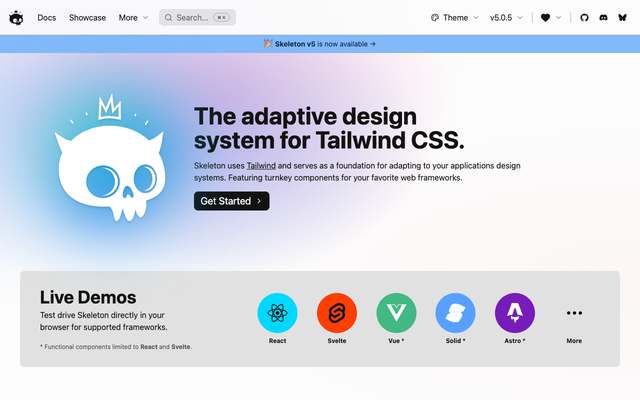 Docs Showcase More Search... ⌘ K Theme v5.0.5
Skeleton v5 is now available →
The adaptive design
system for Tailwind CSS.
Skeleton uses Tailwind and serves as a foundation for adapting to your applications design
systems. Featuring turnkey components for your favorite web frameworks.
Get Started
Live Demos
Test drive Skeleton directly in your
browser for supported frameworks.
* Functional components limited to React and Svelte.
React Svelte Vue * Solid * Astro * More